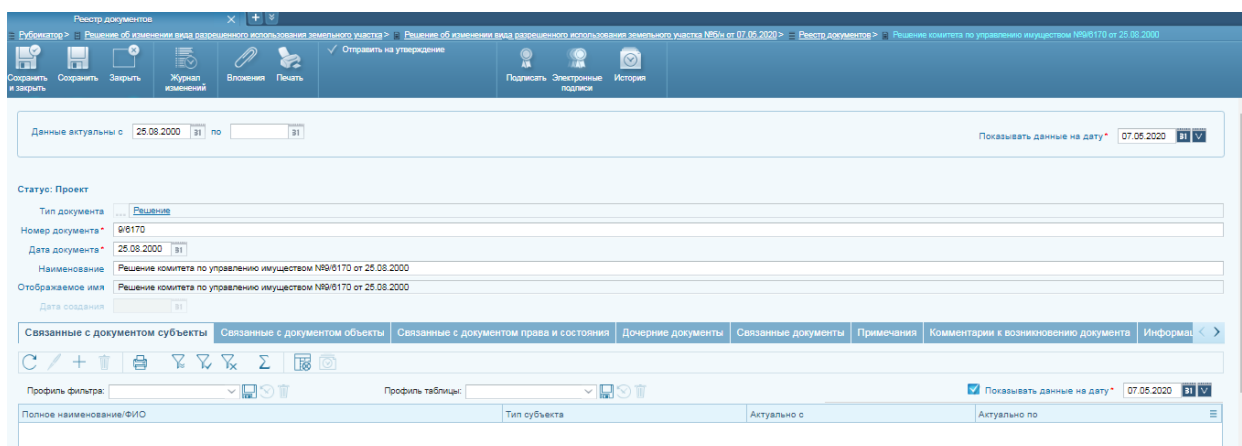 Реестр документов
Рубрикатор > Решение об изменении вида разрешенного использования земельного участка > Решение об изменении вида разрешенного использования земельного участка №б/н от 07.05.2020 > Реестр документов > Решение комитета по управлению имуществом №9/6170 от 25.08.2000
Сохранить и закрыть Сохранить Закрыть Журнал изменений Вложения Печать Отправить на утверждение Подписать Электронные подписи История
Данные актуальны с 25.08.2000 31 по 31
Показывать данные на дату* 07.05.2020 31
Статус: Проект
Тип документа ... Решение
Номер документа* 9/6170
Дата документа* 25.08.2000 31
Наименование Решение комитета по управлению имуществом №9/6170 от 25.08.2000
Отображаемое имя Решение комитета по управлению имуществом №9/6170 от 25.08.2000
Дата создания 31
Связанные с документом субъекты Связанные с документом объекты Связанные с документом права и состояния Дочерние документы Связанные документы Примечания Комментарии к возникновению документа Информац
Профиль фильтра: Профиль таблицы: Показывать данные на дату* 07.05.2020 31
Полное наименование/ФИО Тип субъекта Актуально с Актуально по